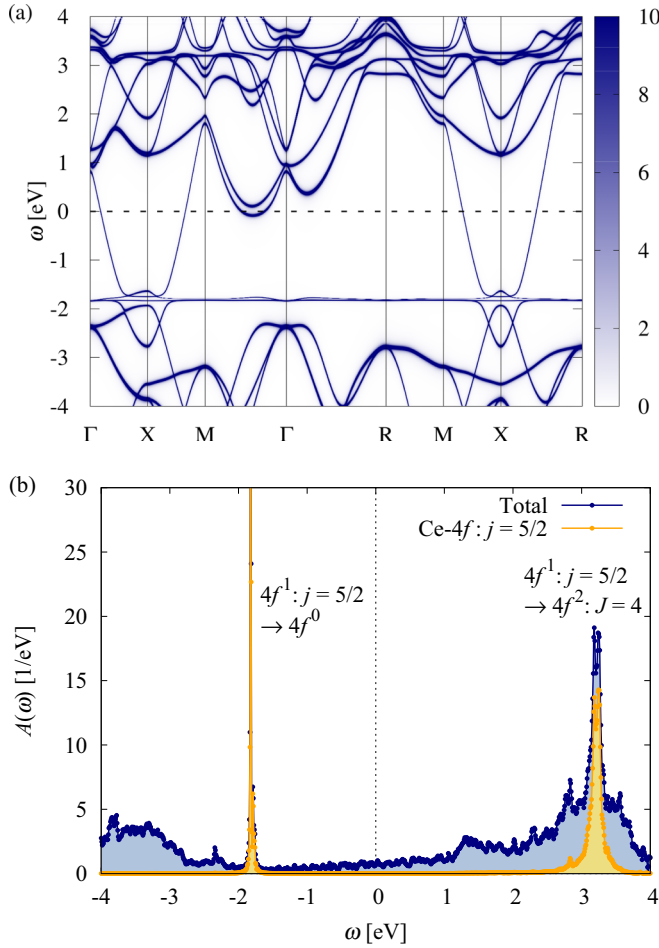 (a)
4
3
2
1
0
-1
-2
-3
-4
ω [eV]
Γ X M Γ R M X R
10
8
6
4
2
0
(b)
30
25
20
15
10
5
0
A(ω) [1/eV]
Total
Ce-4f : j = 5/2
4f¹: j = 5/2
→ 4f⁰
4f¹: j = 5/2
→ 4f²: J = 4
-4 -3 -2 -1 0 1 2 3 4
ω [eV]